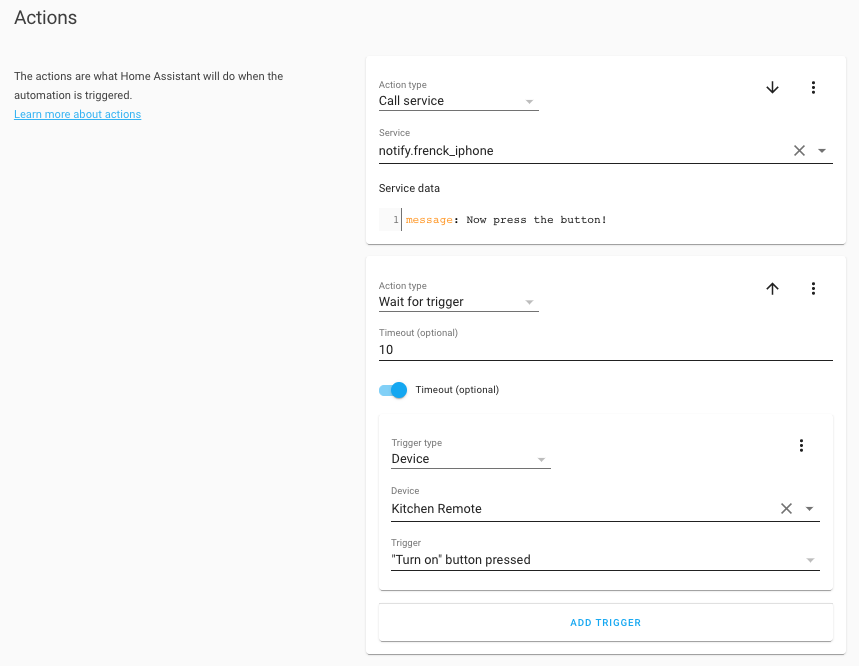 Actions
The actions are what Home Assistant will do when the
automation is triggered.
Learn more about actions
Action type
Call service
Service
notify.frenck_iphone
Service data
1 message: Now press the button!
Action type
Wait for trigger
Timeout (optional)
10
Timeout (optional)
Trigger type
Device
Device
Kitchen Remote
Trigger
"Turn on" button pressed
ADD TRIGGER